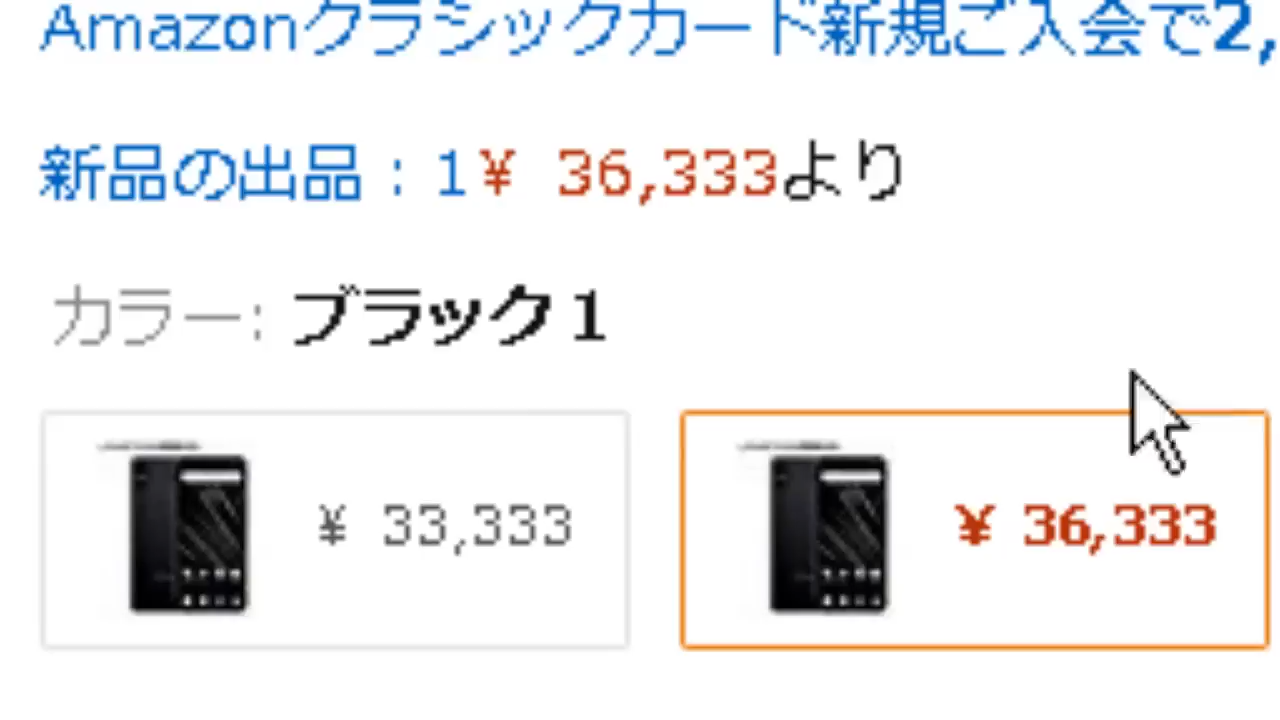 Amazonクラシックカード新規ご入会で2,
新品の出品：1¥ 36,333より
カラー: ブラック１
¥ 33,333
¥ 36,333